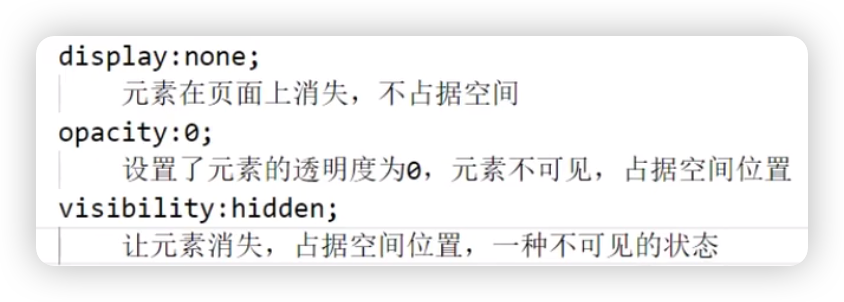 display:none;
元素在页面上消失，不占据空间
opacity:0;
设置了元素的透明度为0，元素不可见，占据空间位置
visibility:hidden;
让元素消失，占据空间位置，一种不可见的状态